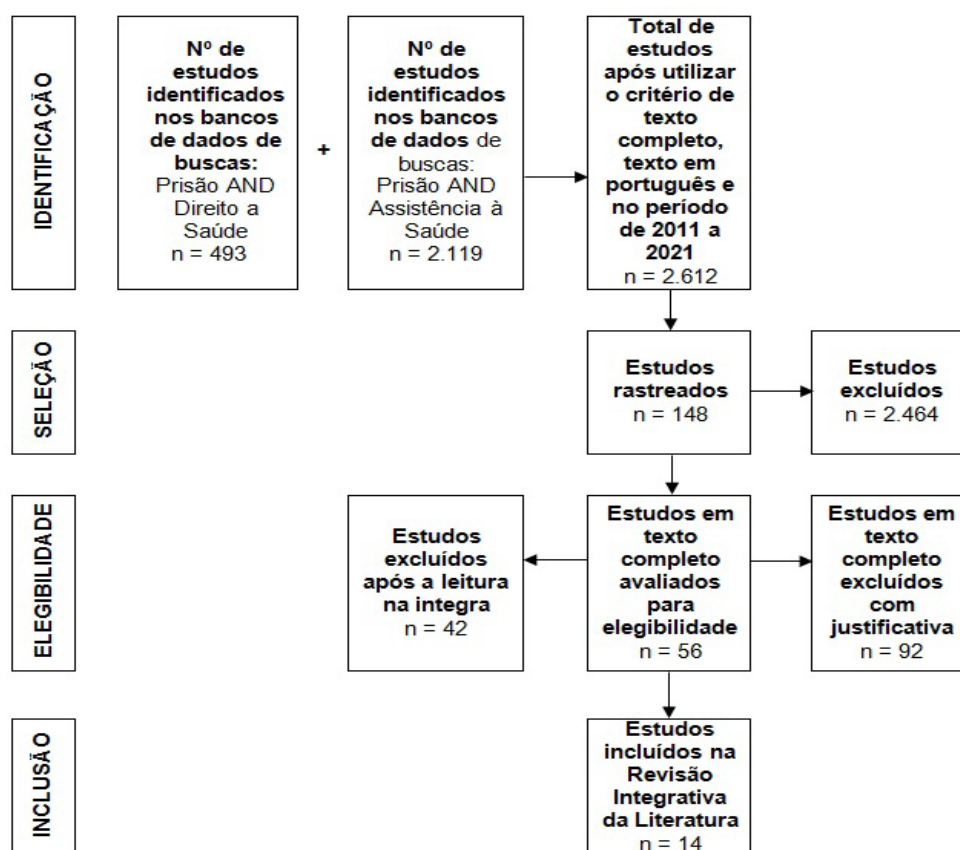 IDENTIFICAÇÃO
Nº de
estudos
identificados
nos bancos
de dados de
buscas:
Prisão AND
Direito a
Saúde
n = 493
+
Nº de
estudos
identificados
nos bancos
de dados de
buscas:
Prisão AND
Assistência à
Saúde
n = 2.119
Total de
estudos
após utilizar
o critério de
texto
completo,
texto em
português e
no período
de 2011 a
2021
n = 2.612
SELEÇÃO
Estudos
rastreados
n = 148
Estudos
excluídos
n = 2.464
ELEGIBILIDADE
Estudos
excluídos
após a leitura
na integra
n = 42
Estudos em
texto
completo
avaliados
para
elegibilidade
n = 56
Estudos em
texto
completo
excluídos
com
justificativa
n = 92
INCLUSÃO
Estudos
incluídos na
Revisão
Integrativa
da Literatura
n = 14